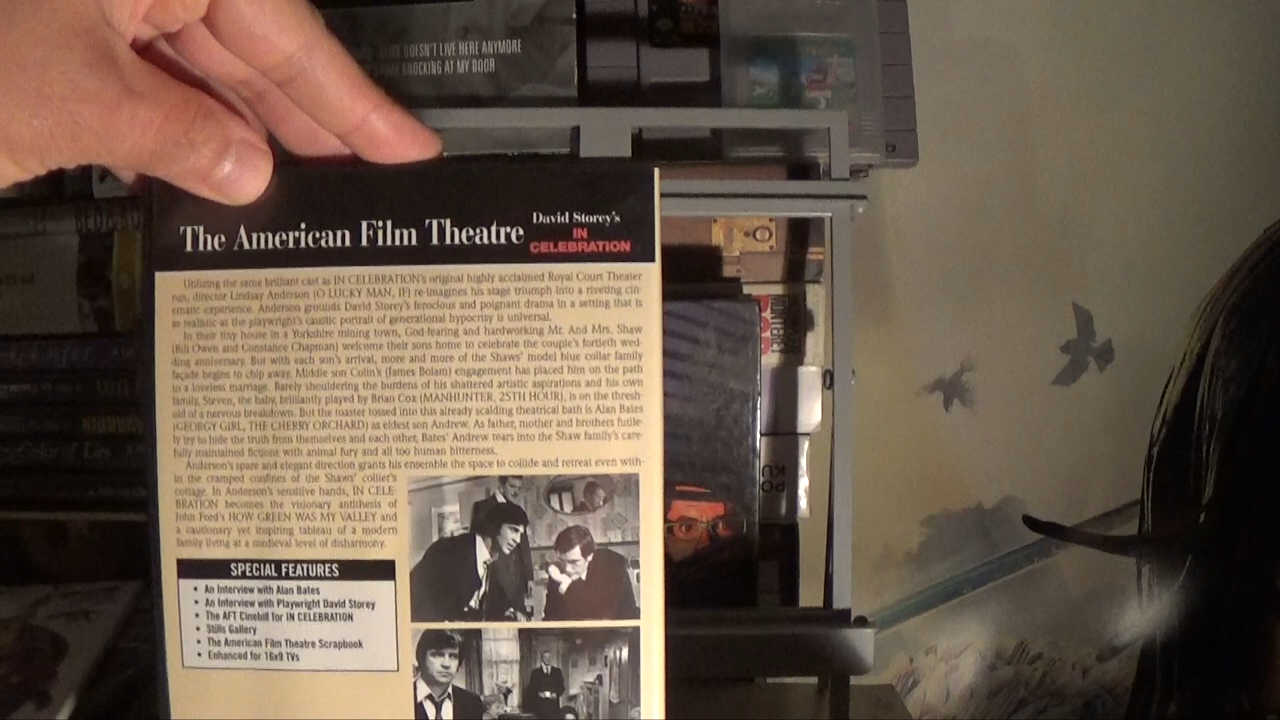 ALICE DOESN'T LIVE HERE ANYMORE
KNOCKING AT MY DOOR
The American Film Theatre
David Storey's
IN
CELEBRATION
Utilizing the same brilliant cast as IN CELEBRATION's original highly acclaimed Royal Court Theater
run, director Lindsay Anderson (O LUCKY MAN, IF) re-imagines his stage triumph into a riveting cin-
ematic experience. Anderson grounds David Storey's ferocious and poignant drama in a setting that is
as realistic as the playwright's caustic portrait of generational hypocrisy is universal.
In their tiny house in a Yorkshire mining town, God-fearing and hardworking Mr. And Mrs. Shaw
(Bill Owen and Constance Chapman) welcome their sons home to celebrate the couple's fortieth wed-
ding anniversary. But with each son's arrival, more and more of the Shaws' model blue collar family
façade begins to chip away. Middle son Colin's (James Bolam) engagement has placed him on the path
to a loveless marriage. Barely shouldering the burdens of his shattered artistic aspirations and his own
family, Steven, the baby, brilliantly played by Brian Cox (MANHUNTER, 25TH HOUR), is on the thresh-
old of a nervous breakdown. But the toaster tossed into this already scalding theatrical bath is Alan Bates
(GEORGY GIRL, THE CHERRY ORCHARD) as eldest son Andrew. As father, mother and brothers futile-
ly try to hide the truth from themselves and each other, Bates' Andrew tears into the Shaw family's care-
fully maintained fictions with animal fury and all too human bitterness.
Anderson's spare and elegant direction grants his ensemble the space to collide and retreat even with-
in the cramped confines of the Shaws' collier's
cottage. In Anderson's sensitive hands, IN CELE-
BRATION becomes the visionary antithesis of
John Ford's HOW GREEN WAS MY VALLEY and
a cautionary yet inspiring tableau of a modern
family living at a medieval level of disharmony.
SPECIAL FEATURES
• An Interview with Alan Bates
• An Interview with Playwright David Storey
• The AFT Cinebill for IN CELEBRATION
• Stills Gallery
• The American Film Theatre Scrapbook
• Enhanced for 16x9 TVs
MONTEREY
POP